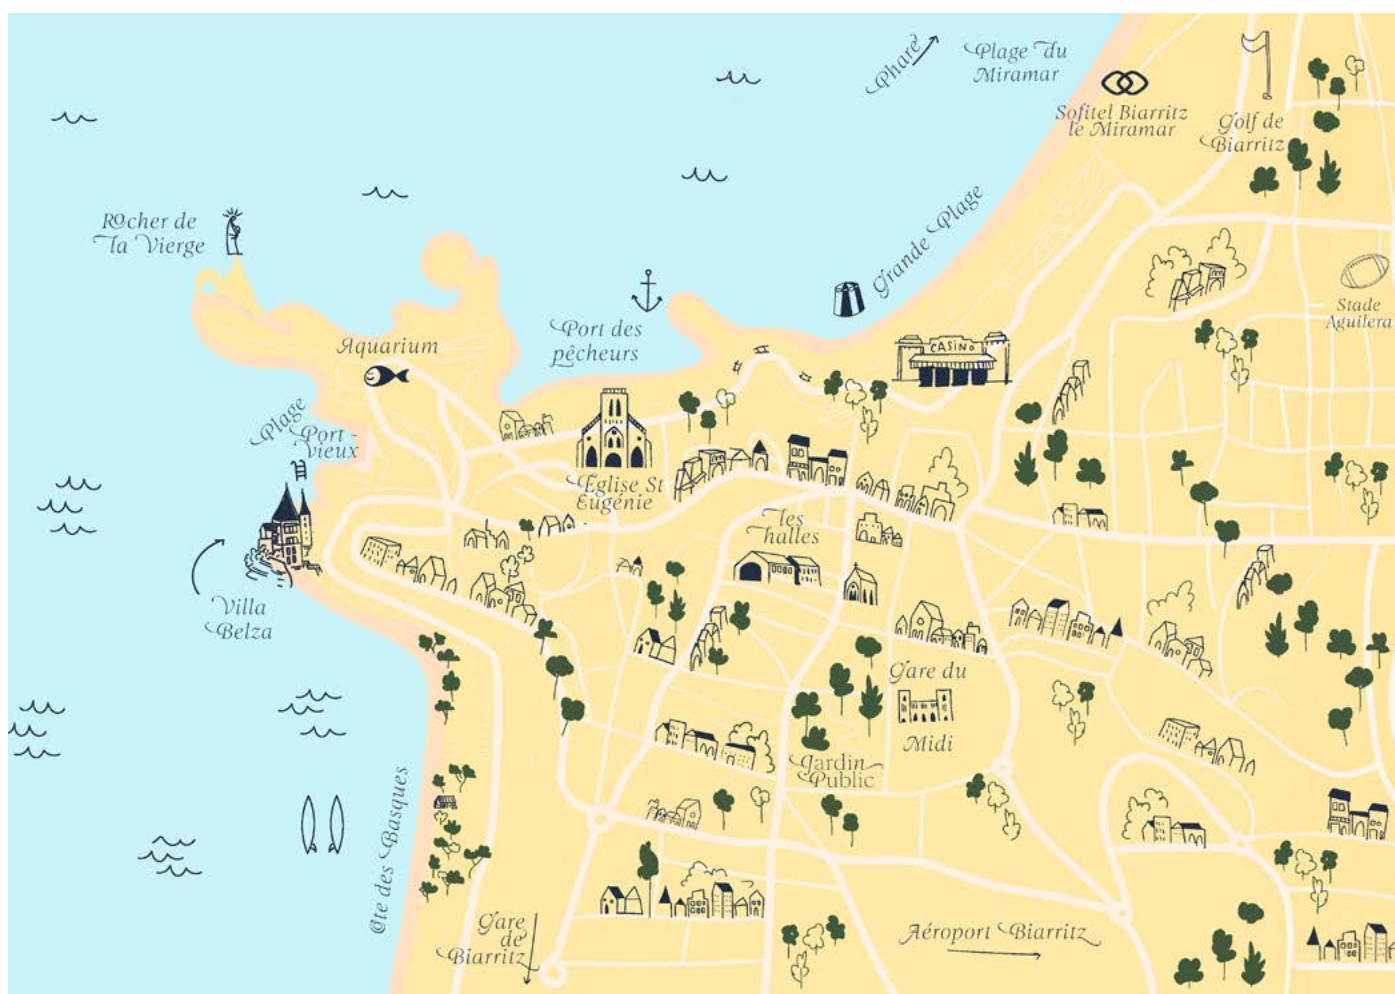 Phare
Plage du
Miramar
Sofitel Biarritz
le Miramar
Golf de
Biarritz
Rocher de
la Vierge
Grande Plage
Stade
Aguilera
Port des
pêcheurs
Aquarium
CASINO
Plage
Port-
vieux
Eglise St
Eugénie
les
halles
Villa
Belza
Gare du
Midi
Jardin
Public
Côte des Basques
Gare
de
Biarritz
Aéroport Biarritz